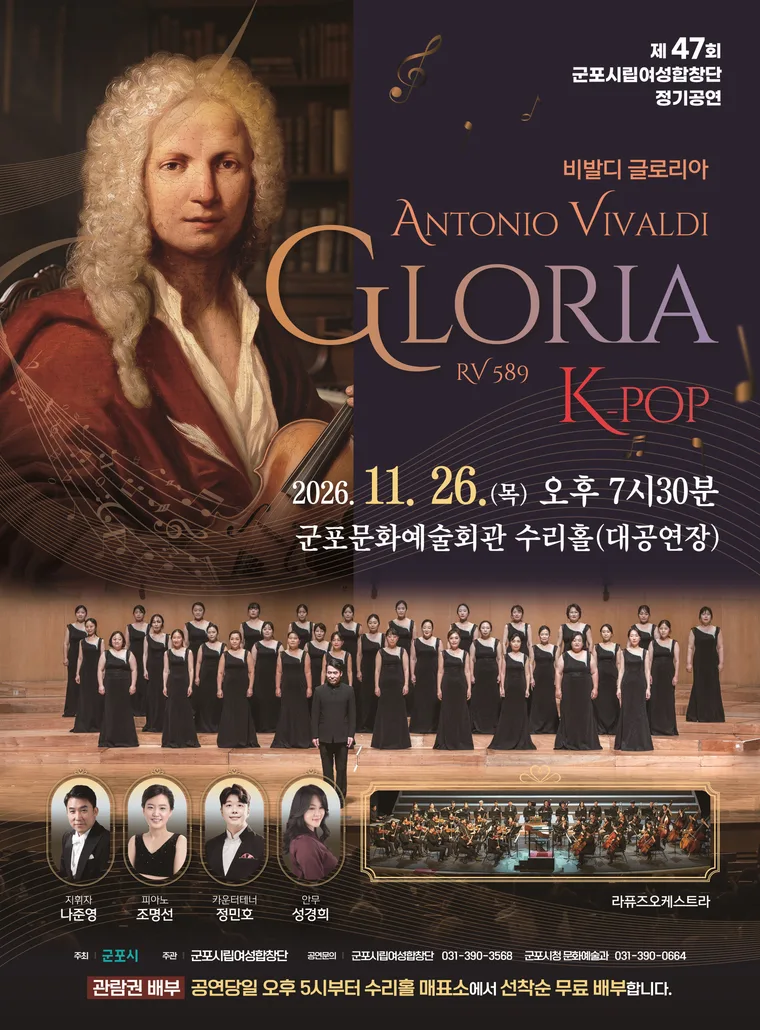 제 47회
군포시립여성합창단
정기공연
비발디 글로리아
ANTONIO VIVALDI
GLORIA
RV 589
K-POP
2026. 11. 26.(목) 오후 7시30분
군포문화예술회관 수리홀(대공연장)
지휘자
나준영
피아노
조명선
카운터테너
정민호
안무
성경희
라퓨즈오케스트라
주최 군포시 주관 군포시립여성합창단 공연문의 군포시립여성합창단 031-390-3568 군포시청 문화예술과 031-390-0664
관람권 배부 공연당일 오후 5시부터 수리홀 매표소에서 선착순 무료 배부합니다.